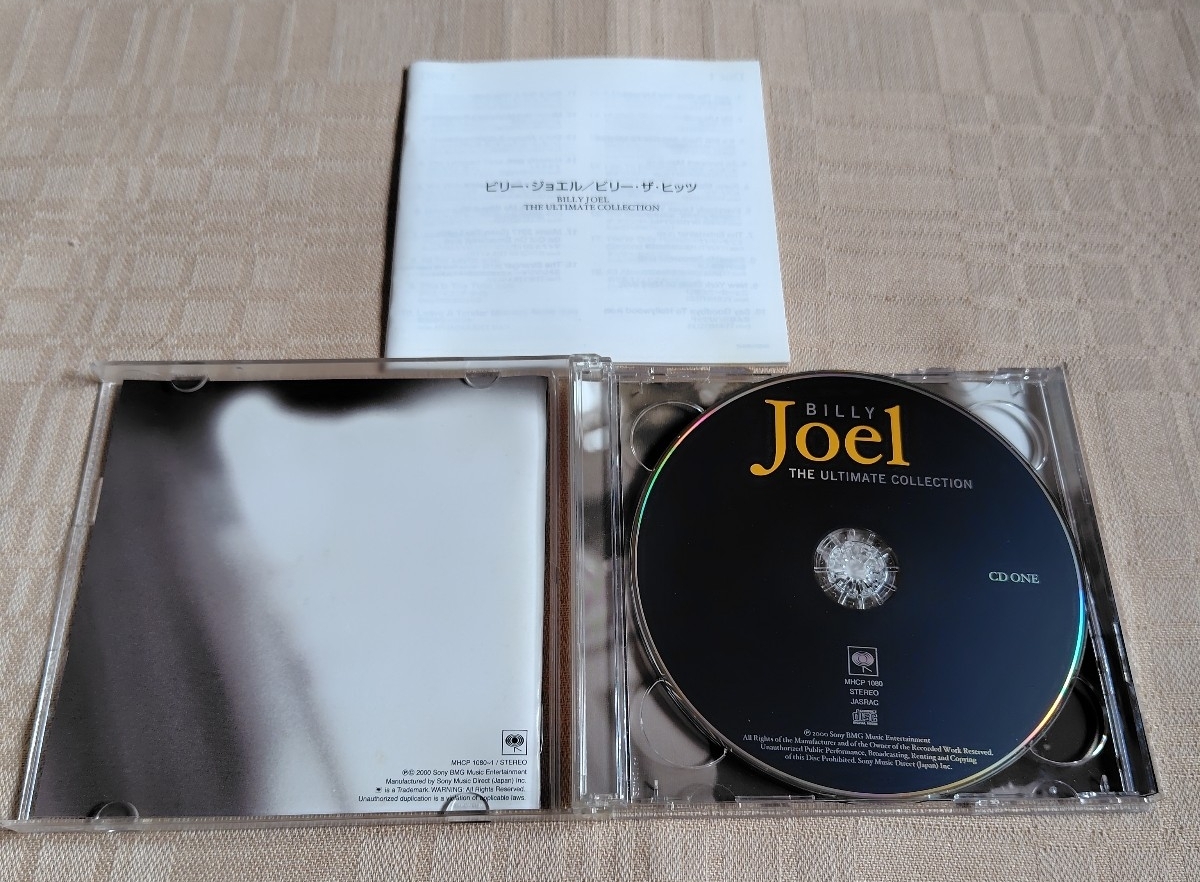 ビリー・ジョエル／ビリー・ザ・ヒッツ
BILLY JOEL
THE ULTIMATE COLLECTION
BILLY
Joel
THE ULTIMATE COLLECTION
CD ONE
MHCP 1080
STEREO
JASRAC
℗ 2000 Sony BMG Music Entertainment
All Rights of the Manufacturer and of the Owner of the Recorded Work Reserved.
Unauthorized Public Performance, Broadcasting, Renting and Copying
of this Disc Prohibited. Sony Music Direct (Japan) Inc.
MHCP 1080~1 / STEREO
℗© 2000 Sony BMG Music Entertainment
Manufactured by Sony Music Direct (Japan) Inc.
is a Trademark. WARNING: All Rights Reserved.
Unauthorized duplication is a violation of applicable laws.